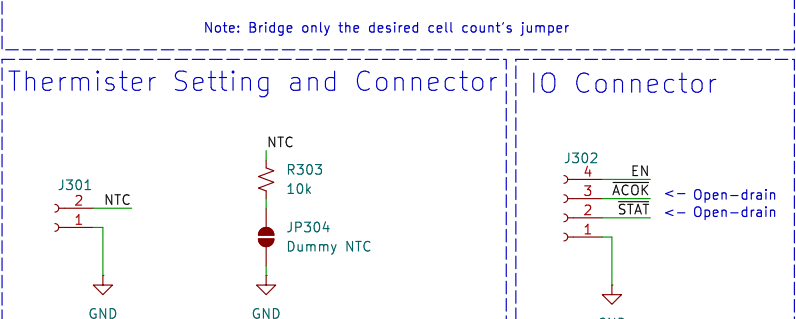 Note: Bridge only the desired cell count's jumper
Thermister Setting and Connector
J301
2 NTC
1
GND
NTC
R303
10k
JP304
Dummy NTC
GND
IO Connector
J302
4 EN
3 ACOK <- Open-drain
2 STAT <- Open-drain
1